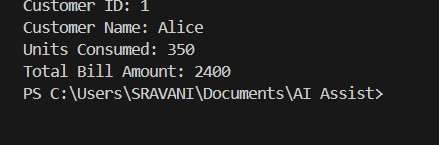 Customer ID: 1
Customer Name: Alice
Units Consumed: 350
Total Bill Amount: 2400
PS C:\Users\SRAVANI\Documents\AI Assist>